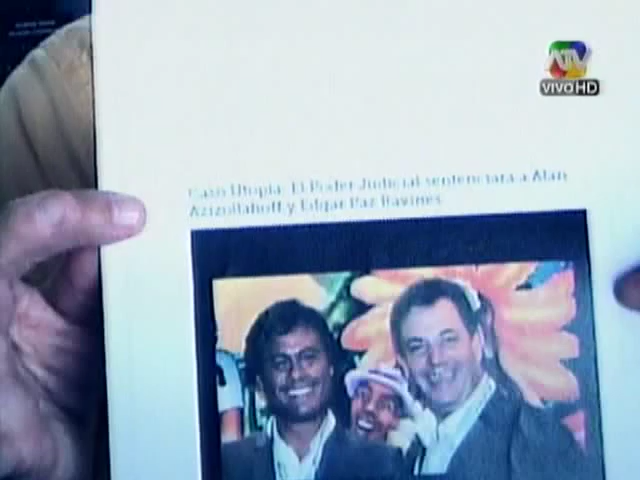 ATV
VIVO HD
Caso Utopía: El Poder Judicial sentenciará a Alan
Azizollahoff y Edgar Paz Ravines